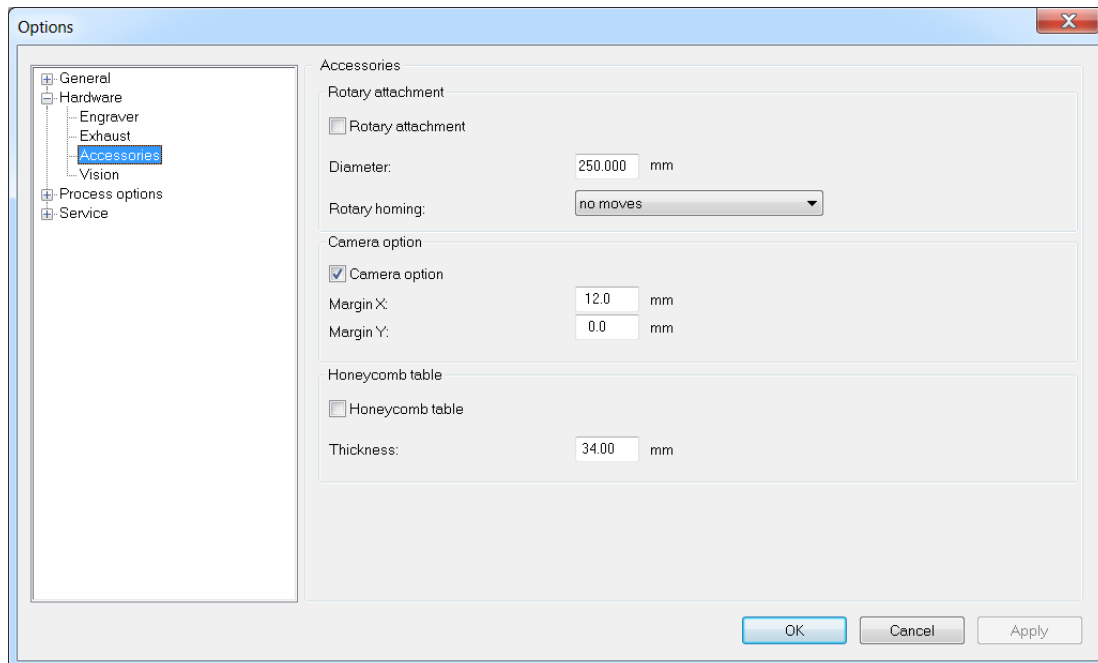 Options
General
Hardware
Engraver
Exhaust
Accessories
Vision
Process options
Service
Accessories
Rotary attachment
Rotary attachment
Diameter: 250.000 mm
Rotary homing: no moves
Camera option
Camera option
Margin X: 12.0 mm
Margin Y: 0.0 mm
Honeycomb table
Honeycomb table
Thickness: 34.00 mm
OK Cancel Apply